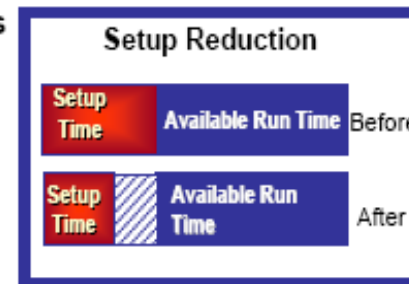 s
Setup Reduction
Setup
Time
Available Run Time
Before
Setup
Time
Available Run
Time
After